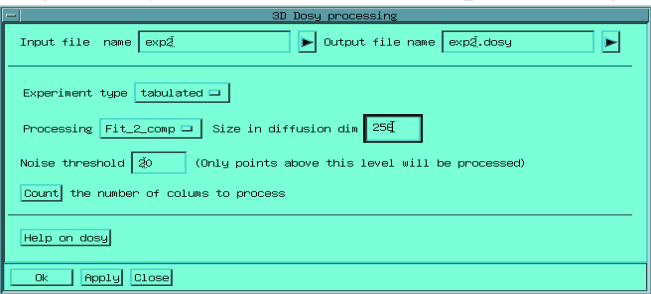 3D Dosy processing
Input file name exp2 Output file name exp2.dosy
Experiment type tabulated
Processing Fit_2_comp Size in diffusion dim 256
Noise threshold 20 (Only points above this level will be processed)
Count the number of colums to process
Help on dosy
Ok Apply Close